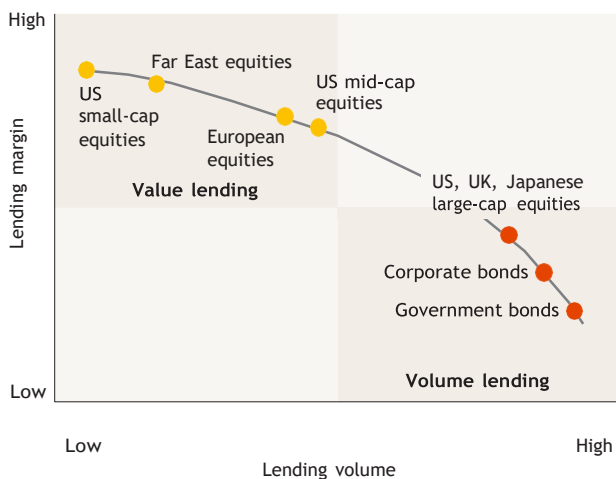 High
Far East equities
US mid-cap
equities
US
small-cap
equities
European
equities
Value lending
US, UK, Japanese
large-cap equities
Corporate bonds
Government bonds
Volume lending
Lending margin
Low
Low
High
Lending volume